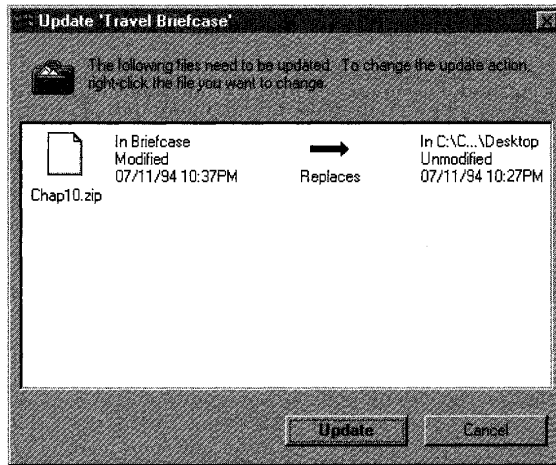 Update 'Travel Briefcase'
The following files need to be updated. To change the update action,
right-click the file you want to change.
Chap10.zip
In Briefcase
Modified
07/11/94 10:37PM
Replaces
In C:\C...\Desktop
Unmodified
07/11/94 10:27PM
Update
Cancel